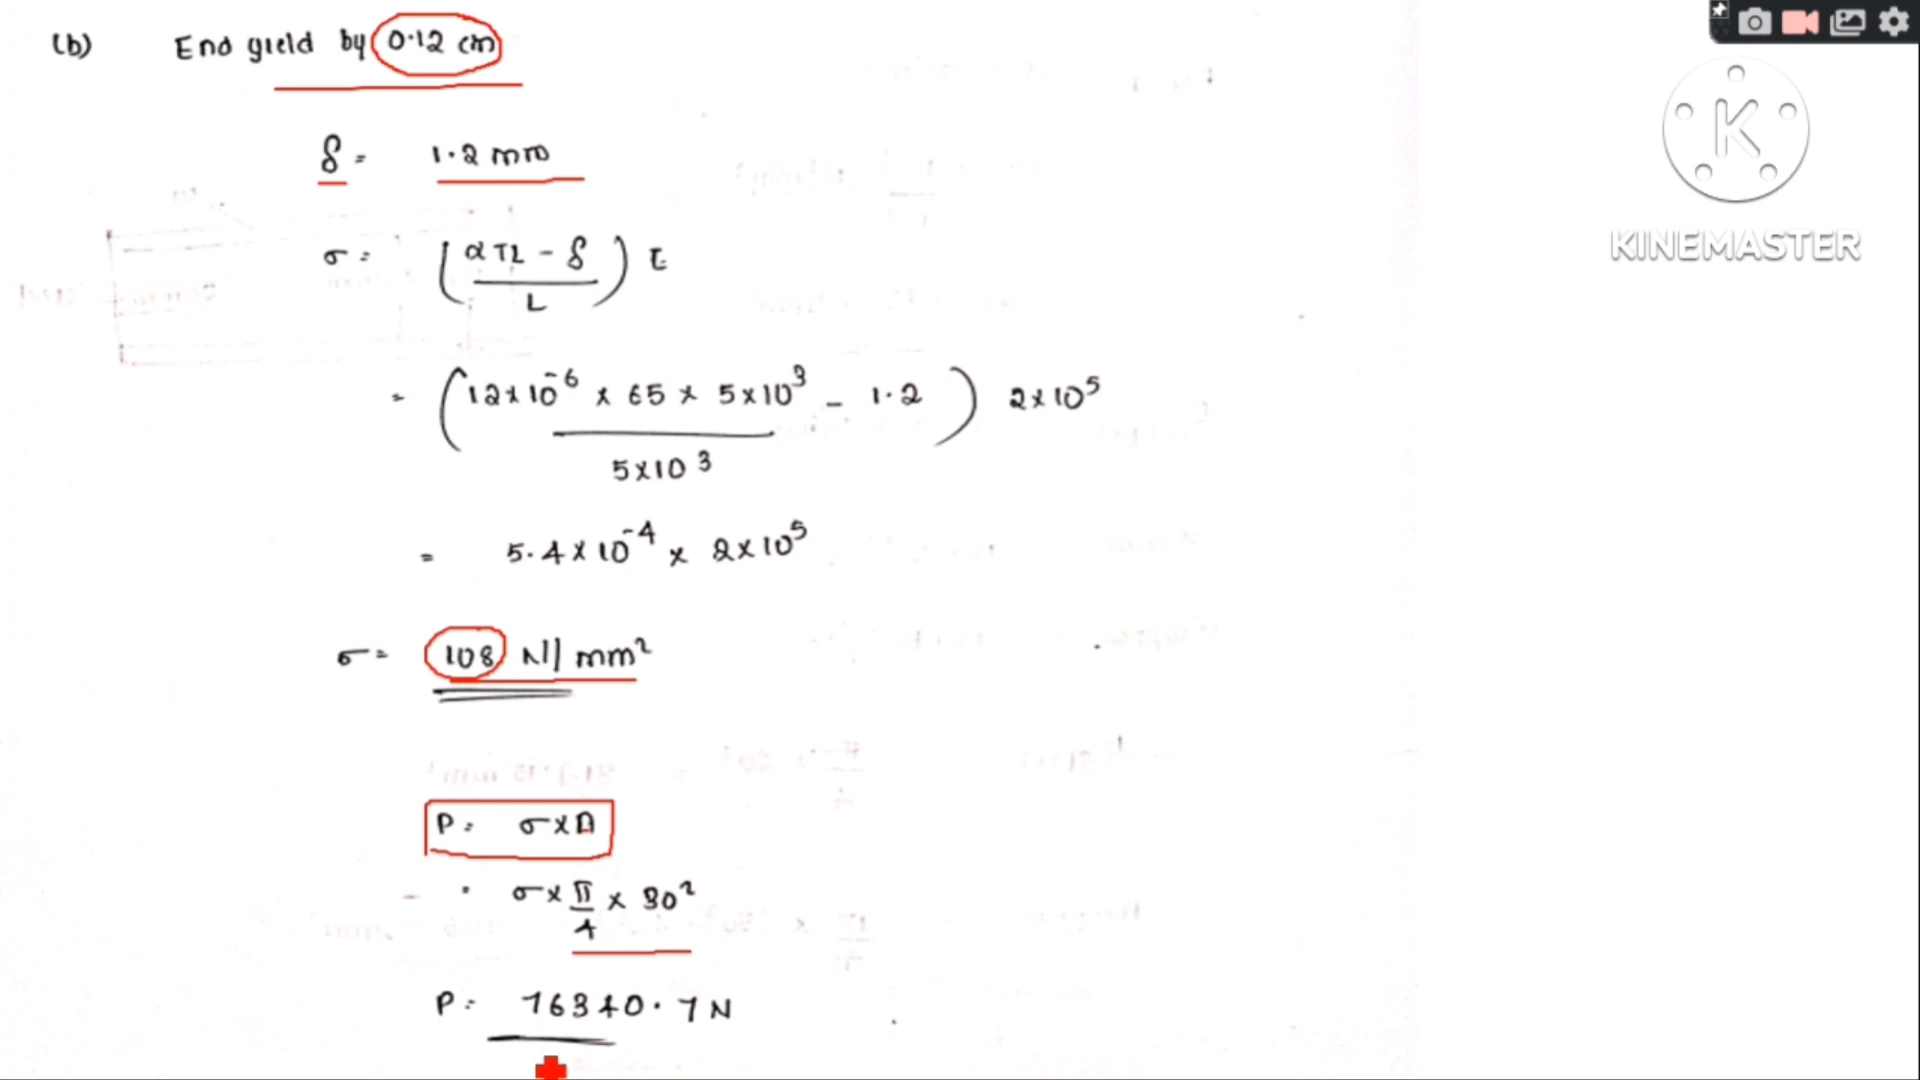 (b) End yield by 0.12 cm
δ = 1.2 mm
σ = (αTL - δ / L) E
= (12×10⁻⁶ × 65 × 5×10³ - 1.2 / 5×10³) 2×10⁵
= 5.4×10⁻⁴ × 2×10⁵
σ = 108 N/mm²
P = σ×A
= σ×π/4 × 30²
P = 76340.7 N
KINEMASTER